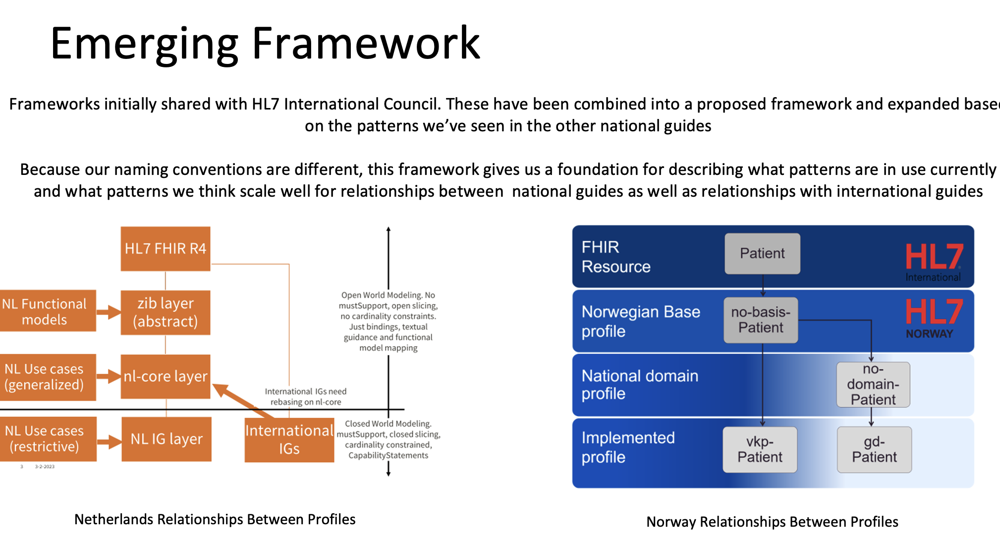 Emerging Framework
Frameworks initially shared with HL7 International Council. These have been combined into a proposed framework and expanded based
on the patterns we’ve seen in the other national guides
Because our naming conventions are different, this framework gives us a foundation for describing what patterns are in use currently
and what patterns we think scale well for relationships between  national guides as well as relationships with international guides
HL7 FHIR R4
NL Functional
models
zib layer
(abstract)
NL Use cases
(generalized)
nl-core layer
NL Use cases
(restrictive)
NL IG layer
International
IGs
International IGs need
rebasing on nl-core
Open World Modeling. No
mustSupport, open slicing,
no cardinality constraints.
Just bindings, textual
guidance and functional
model mapping
Closed World Modeling.
mustSupport, closed slicing,
cardinality constrained,
CapabilityStatements
3 3-2-2023
Netherlands Relationships Between Profiles
FHIR
Resource
Patient
HL7
International
Norwegian Base
profile
no-basis-
Patient
HL7
NORWAY
National domain
profile
no-
domain-
Patient
Implemented
profile
vkp-
Patient
gd-
Patient
Norway Relationships Between Profiles